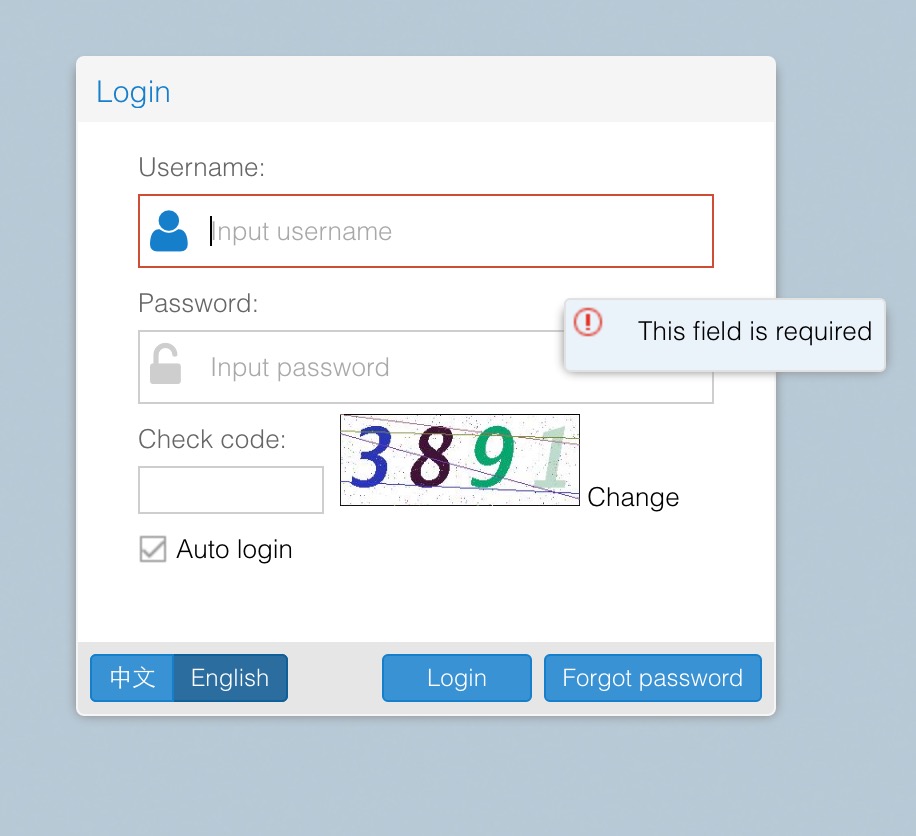 Login
Username:
Input username
Password:
This field is required
Input password
Check code:
3891
Change
Auto login
中文 English Login Forgot password